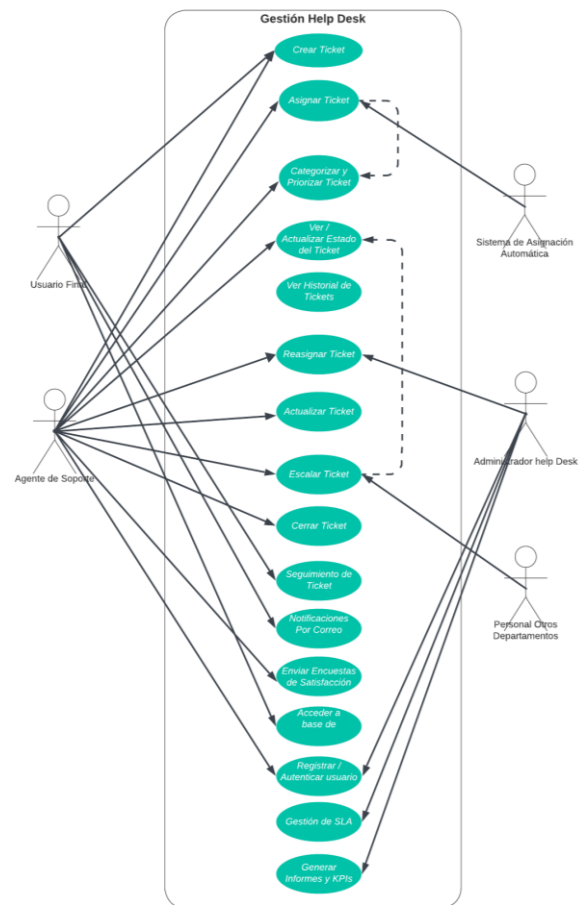 Gestión Help Desk
Crear Ticket
Asignar Ticket
Categorizar y
Priorizar Ticket
Ver /
Actualizar Estado
del Ticket
Ver Historial de
Tickets
Reasignar Ticket
Actualizar Ticket
Escalar Ticket
Cerrar Ticket
Seguimiento de
Ticket
Notificaciones
Por Correo
Enviar Encuestas
de Satisfacción
Acceder a
base de
Registrar /
Autenticar usuario
Gestión de SLA
Generar
Informes y KPIs
Usuario Final
Agente de Soporte
Sistema de Asignación
Automática
Administrador help Desk
Personal Otros
Departamentos